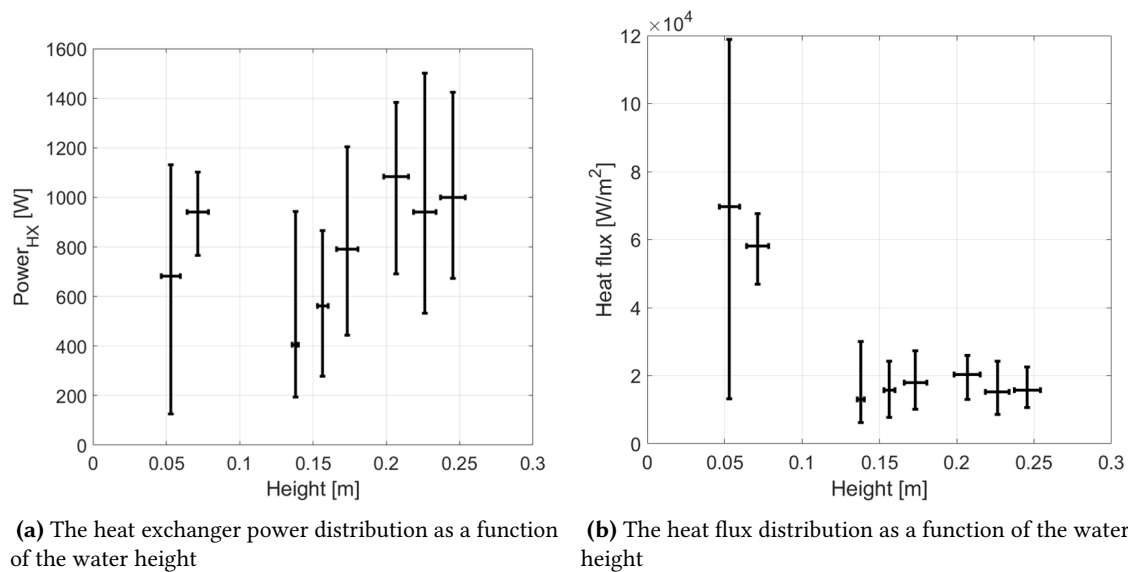 1600
1400
1200
1000
800
600
400
200
0
Power_HX [W]
0 0.05 0.1 0.15 0.2 0.25 0.3
Height [m]
(a) The heat exchanger power distribution as a function
of the water height
×10⁴
12
10
8
6
4
2
0
Heat flux [W/m²]
0 0.05 0.1 0.15 0.2 0.25 0.3
Height [m]
(b) The heat flux distribution as a function of the water
height